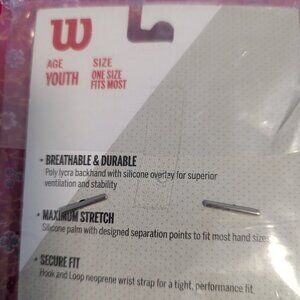 W
AGE
YOUTH
SIZE
ONE SIZE
FITS MOST
• BREATHABLE & DURABLE
Poly lycra backhand with silicone overlay for superior
ventilation and stability
• MAXIMUM STRETCH
Silicone palm with designed separation points to fit most hand sizes
• SECURE FIT
Hook and Loop neoprene wrist strap for a tight, performance fit